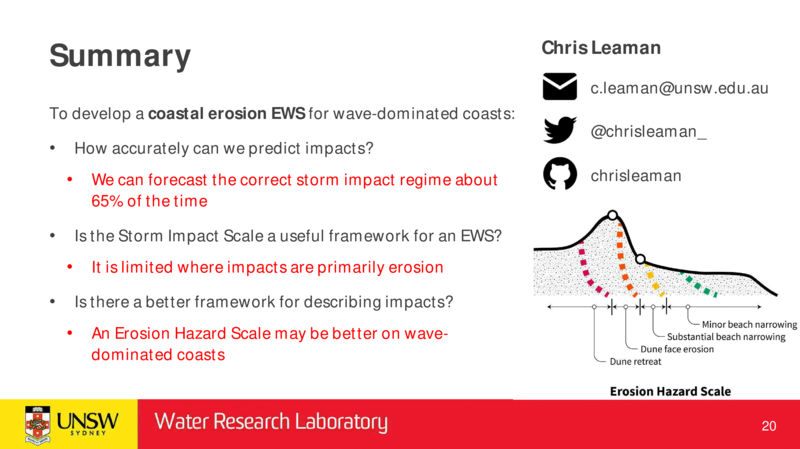 Summary
To develop a coastal erosion EWS for wave-dominated coasts:
• How accurately can we predict impacts?
• We can forecast the correct storm impact regime about
65% of the time
• Is the Storm Impact Scale a useful framework for an EWS?
• It is limited where impacts are primarily erosion
• Is there a better framework for describing impacts?
• An Erosion Hazard Scale may be better on wave-
dominated coasts
Chris Leaman
c.leaman@unsw.edu.au
@chrisleaman_
chrisleaman
Minor beach narrowing
Substantial beach narrowing
Dune face erosion
Dune retreat
Erosion Hazard Scale
UNSW
SYDNEY
Water Research Laboratory
20